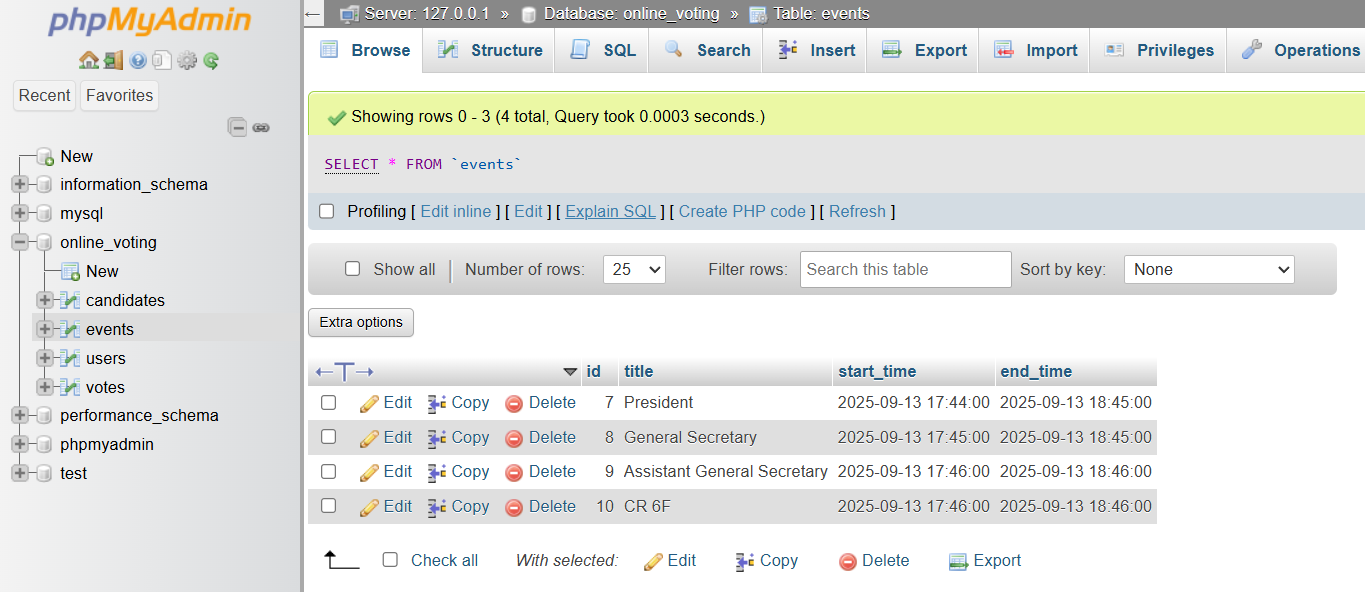 phpMyAdmin
Recent Favorites
New
information_schema
mysql
online_voting
New
candidates
events
users
votes
performance_schema
phpmyadmin
test
← Server: 127.0.0.1 » Database: online_voting » Table: events
Browse Structure SQL Search Insert Export Import Privileges Operations
Showing rows 0 - 3 (4 total, Query took 0.0003 seconds.)
SELECT * FROM `events`
Profiling [ Edit inline ] [ Edit ] [ Explain SQL ] [ Create PHP code ] [ Refresh ]
Show all Number of rows: 25 Filter rows: Search this table Sort by key: None
Extra options
←T→ id title start_time end_time
Edit Copy Delete 7 President 2025-09-13 17:44:00 2025-09-13 18:45:00
Edit Copy Delete 8 General Secretary 2025-09-13 17:45:00 2025-09-13 18:45:00
Edit Copy Delete 9 Assistant General Secretary 2025-09-13 17:46:00 2025-09-13 18:46:00
Edit Copy Delete 10 CR 6F 2025-09-13 17:46:00 2025-09-13 18:46:00
Check all With selected: Edit Copy Delete Export